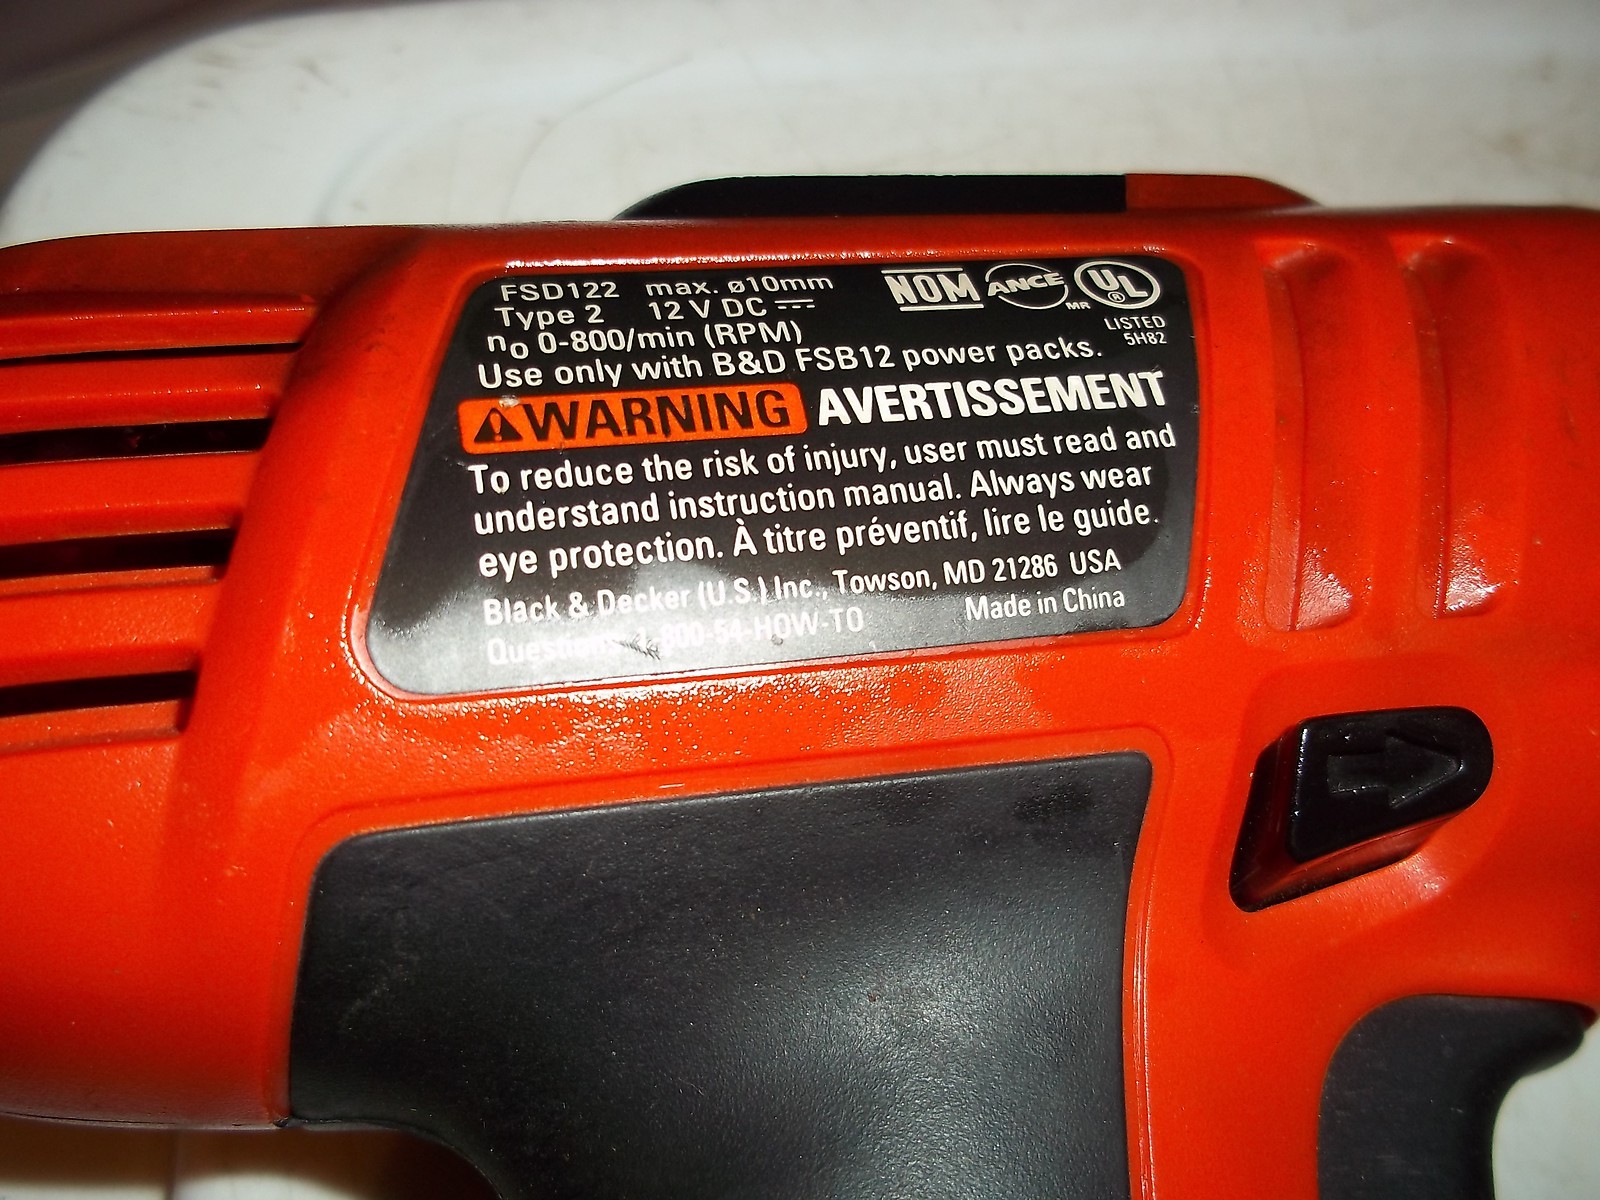 FSD122 max. ø10mm
Type 2 12 V DC ⎓
no 0-800/min (RPM)
Use only with B&D FSB12 power packs.
NOM ANCE MR UL ®
LISTED
5H82
⚠WARNING AVERTISSEMENT
To reduce the risk of injury, user must read and
understand instruction manual. Always wear
eye protection. À titre préventif, lire le guide.
Black & Decker (U.S.) Inc., Towson, MD 21286 USA
Questions 1-800-54-HOW-TO Made in China